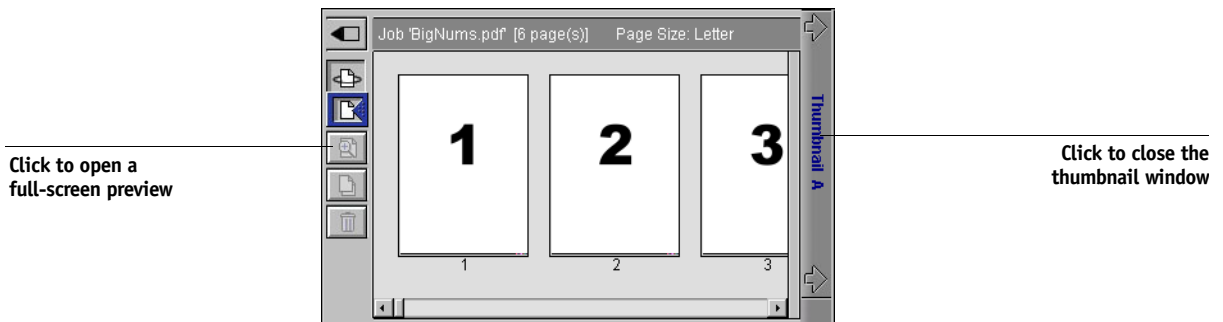 Job 'BigNums.pdf' [6 page(s)] Page Size: Letter
1 2 3
1 2 3
Thumbnail A
Click to open a
full-screen preview
Click to close the
thumbnail window